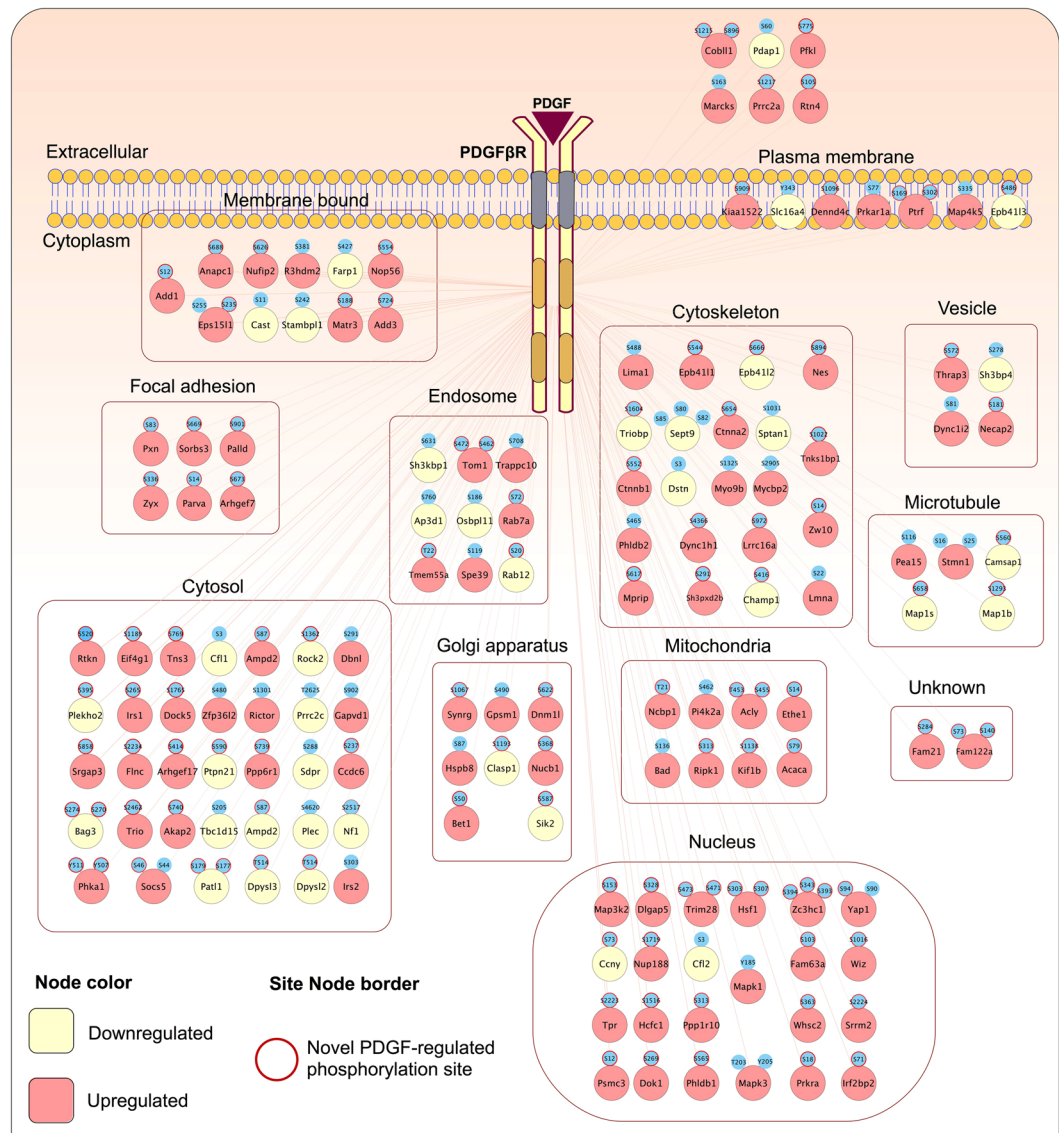 S1215 S896 S60 S775
Cobll1 Pdap1 Pfkl
S163 S1217 S105
Marcks Prrc2a Rtn4
PDGF
PDGFβR
Extracellular
Plasma membrane
S909 Y343 S1096 S77 S169 S302 S335 S486
Kiaa1522 Slc16a4 Dennd4c Prkar1a Ptrf Map4k5 Epb41l3
Membrane bound
Cytoplasm
S12 S688 S626 S381 S427 S554
Add1 Anapc1 Nufip2 R3hdm2 Farp1 Nop56
S255 S235 S11 S242 S188 S724
Eps15l1 Cast Stambpl1 Matr3 Add3
Focal adhesion
S83 S669 S901
Pxn Sorbs3 Palld
S336 S14 S673
Zyx Parva Arhgef7
Endosome
S631 S472 S462 S708
Sh3kbp1 Tom1 Trappc10
S760 S186 S72
Ap3d1 Osbpl11 Rab7a
T22 S119 S20
Tmem55a Spe39 Rab12
Cytoskeleton
S488 S544 S666 S894
Lima1 Epb41l1 Epb41l2 Nes
S1604 S85 S80 S82 S654 S1031
Triobp Sept9 Ctnna2 Sptan1
S1022
Tnks1bp1
S552 S3 S1325 S2905
Ctnnb1 Dstn Myo9b Mycbp2
S14
Zw10
S465 S4366 S972
Phldb2 Dync1h1 Lrrc16a
S617 S291 S416 S22
Mprip Sh3pxd2b Champ1 Lmna
Vesicle
S572 S278
Thrap3 Sh3bp4
S81 S181
Dync1i2 Necap2
Microtubule
S116 S16 S25 S560
Pea15 Stmn1 Camsap1
S658 S1293
Map1s Map1b
Cytosol
S520 S1189 S769 S3 S87 S1362 S291
Rtkn Eif4g1 Tns3 Cfl1 Ampd2 Rock2 Dbnl
S395 S265 S1765 S480 S1301 T2625 S902
Plekho2 Irs1 Dock5 Zfp36l2 Rictor Prrc2c Gapvd1
S858 S2234 S414 S590 S739 S288 S237
Srgap3 Flnc Arhgef17 Ptpn21 Ppp6r1 Sdpr Ccdc6
S274 S270 S2463 S740 S205 S87 S4620 S2517
Bag3 Trio Akap2 Tbc1d15 Ampd2 Plec Nf1
Y511 Y507 S46 S44 S179 S177 T514 T514 S303
Phka1 Socs5 Patl1 Dpysl3 Dpysl2 Irs2
Golgi apparatus
S1067 S490 S622
Synrg Gpsm1 Dnm1l
S87 S1193 S368
Hspb8 Clasp1 Nucb1
S50 S587
Bet1 Sik2
Mitochondria
T21 S462 T453 S455 S14
Ncbp1 Pi4k2a Acly Ethe1
S136 S313 S1138 S79
Bad Ripk1 Kif1b Acaca
Unknown
S284 S73 S140
Fam21 Fam122a
Nucleus
S153 S328 S473 S471 S303 S307 S394 S343 S393 S94 S90
Map3k2 Dlgap5 Trim28 Hsf1 Zc3hc1 Yap1
S73 S1719 S3 Y185 S103 S1016
Ccny Nup188 Cfl2 Mapk1 Fam63a Wiz
S2223 S1516 S313 S363 S2224
Tpr Hcfc1 Ppp1r10 Whsc2 Srrm2
S12 S269 S565 T203 Y205 S18 S71
Psmc3 Dok1 Phldb1 Mapk3 Prkra Irf2bp2
Node color
Downregulated
Upregulated
Site Node border
Novel PDGF-regulated
phosphorylation site